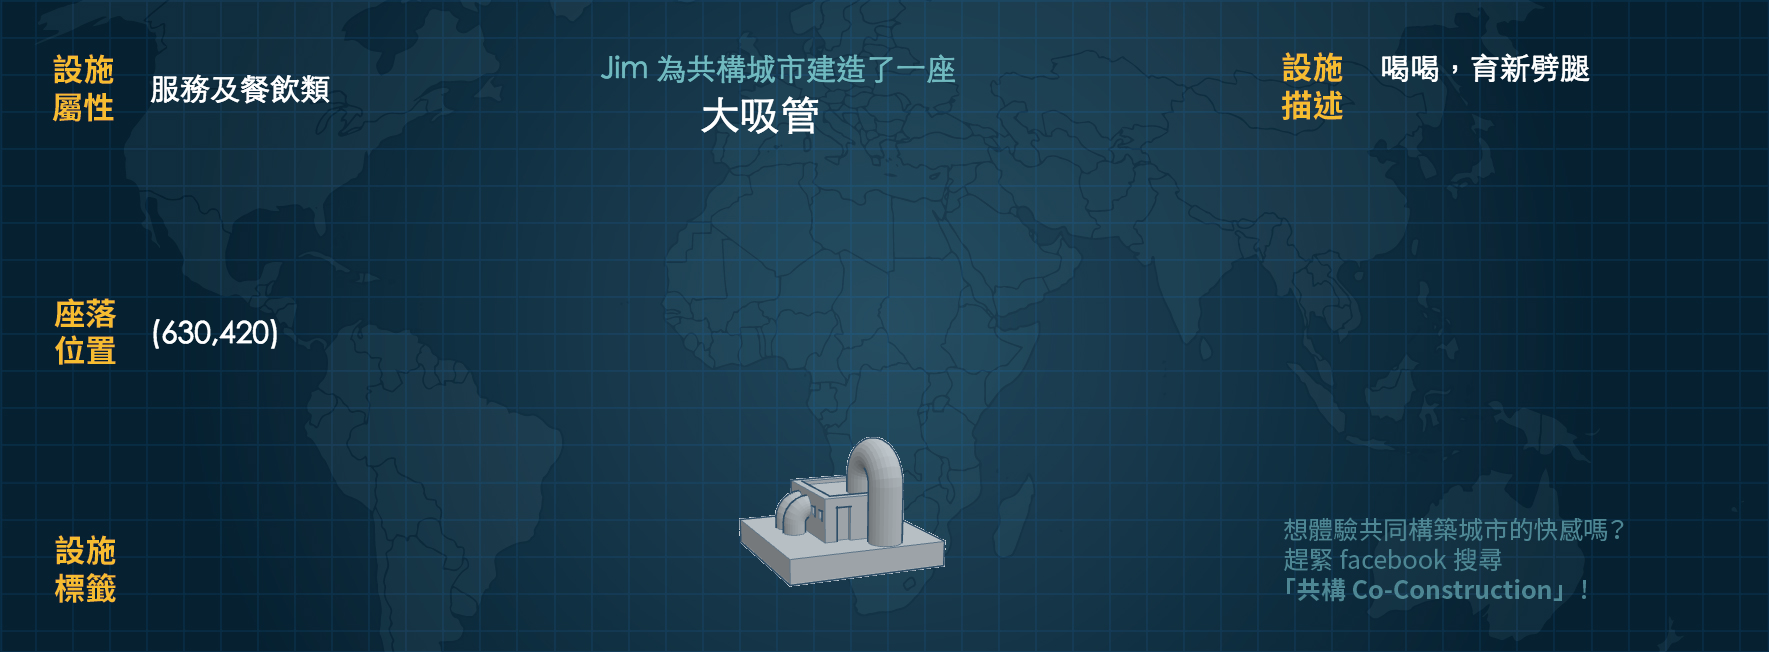 設施
屬性
服務及餐飲類
Jim 為共構城市建造了一座
大吸管
設施
描述
喝喝，育新劈腿
座落
位置
(630,420)
設施
標籤
想體驗共同構築城市的快感嗎？
趕緊 facebook 搜尋
「共構 Co-Construction」！